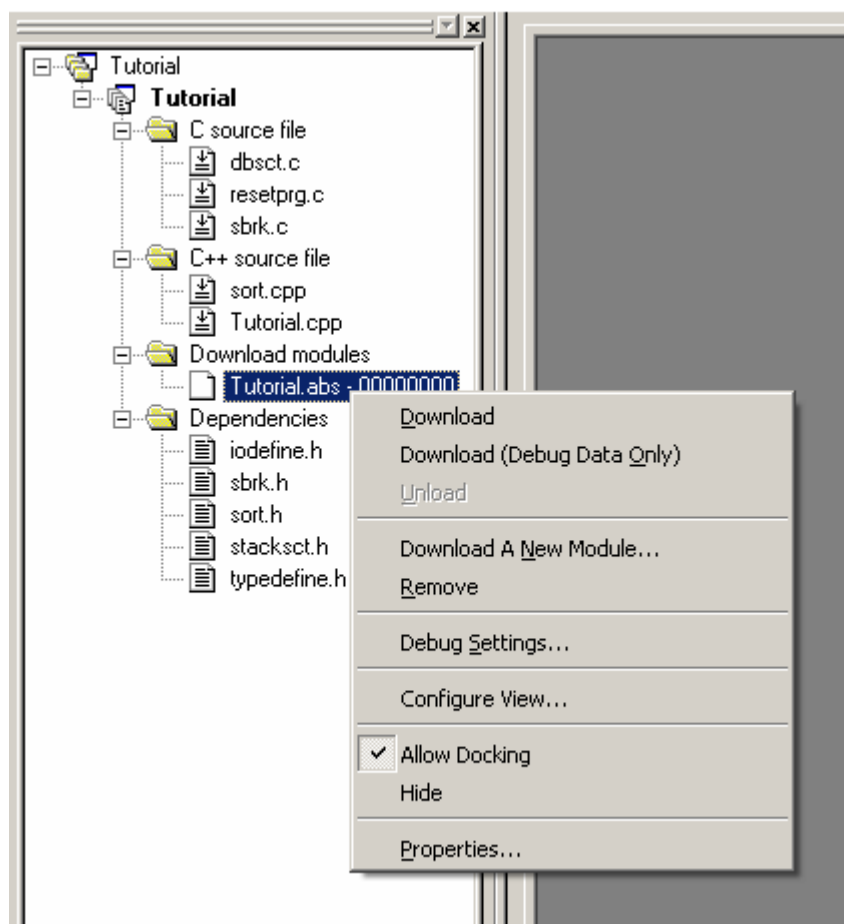 Tutorial
Tutorial
C source file
dbsct.c
resetprg.c
sbrk.c
C++ source file
sort.cpp
Tutorial.cpp
Download modules
Tutorial.abs - 00000000
Dependencies
iodefine.h
sbrk.h
sort.h
stacksct.h
typedefine.h
Download
Download (Debug Data Only)
Unload
Download A New Module...
Remove
Debug Settings...
Configure View...
Allow Docking
Hide
Properties...